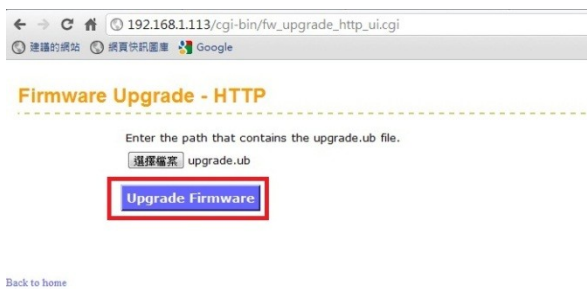 192.168.1.113/cgi-bin/fw_upgrade_http_ui.cgi
建議的網站 網頁快訊圖庫 Google
Firmware Upgrade - HTTP
Enter the path that contains the upgrade.ub file.
選擇檔案 upgrade.ub
Upgrade Firmware
Back to home